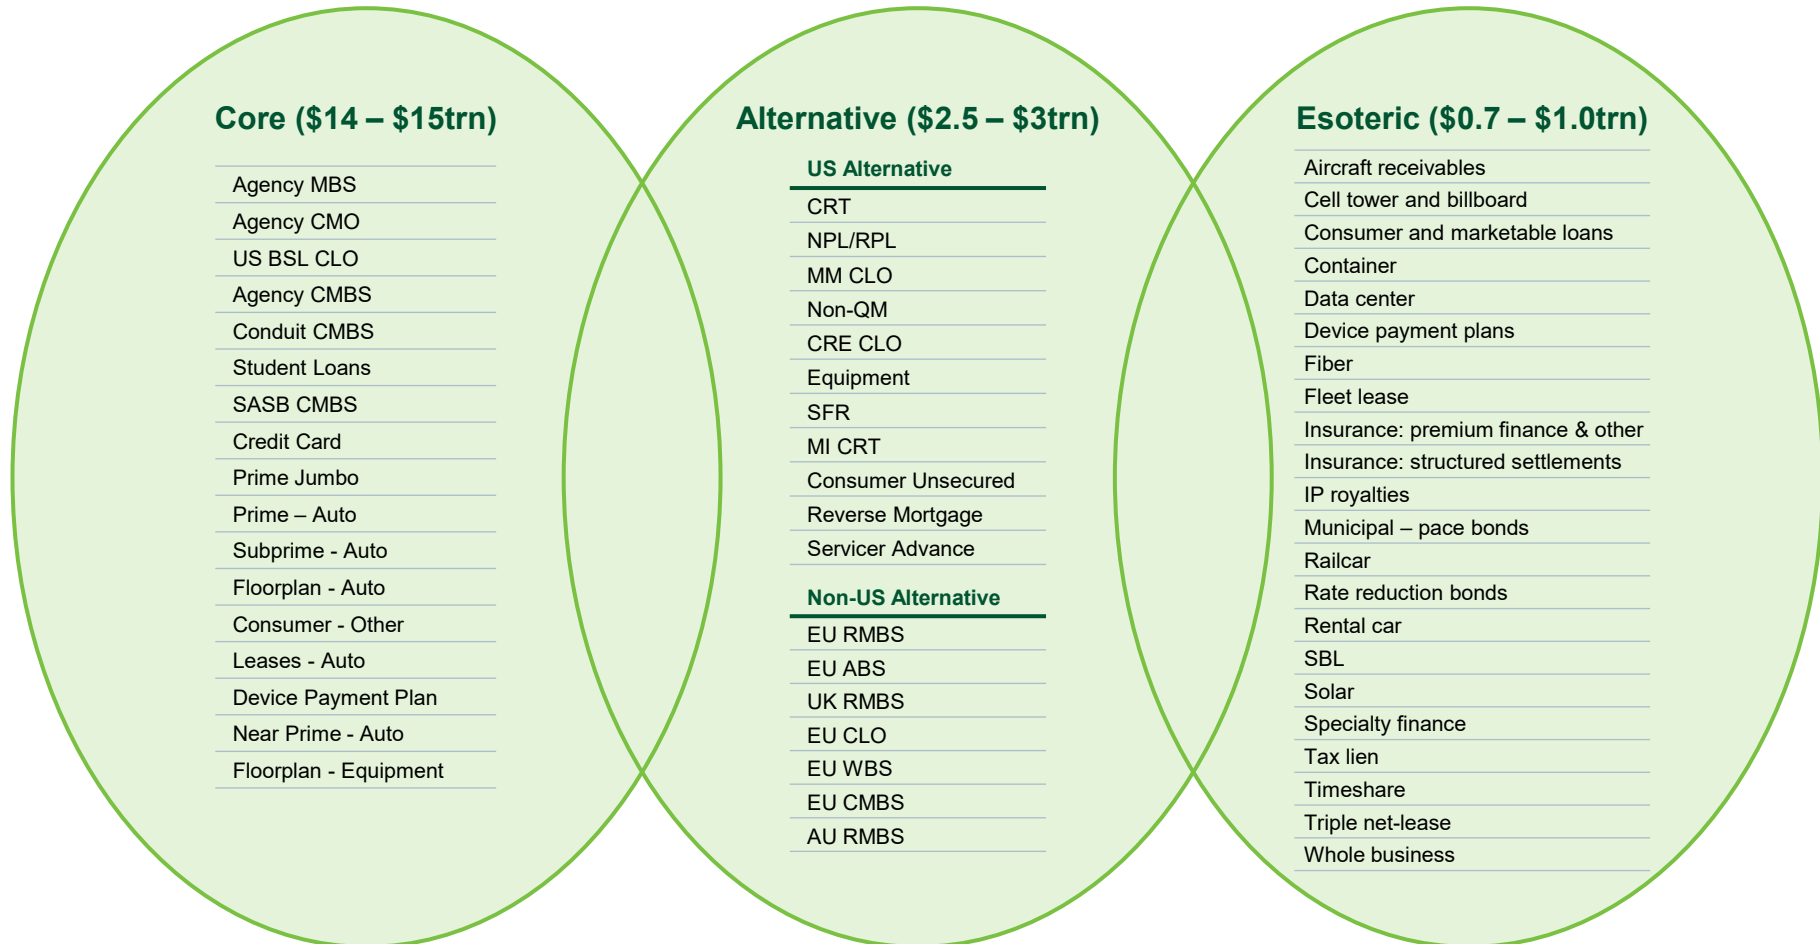 Core ($14 – $15trn)
Agency MBS
Agency CMO
US BSL CLO
Agency CMBS
Conduit CMBS
Student Loans
SASB CMBS
Credit Card
Prime Jumbo
Prime – Auto
Subprime - Auto
Floorplan - Auto
Consumer - Other
Leases - Auto
Device Payment Plan
Near Prime - Auto
Floorplan - Equipment
Alternative ($2.5 – $3trn)
US Alternative
CRT
NPL/RPL
MM CLO
Non-QM
CRE CLO
Equipment
SFR
MI CRT
Consumer Unsecured
Reverse Mortgage
Servicer Advance
Non-US Alternative
EU RMBS
EU ABS
UK RMBS
EU CLO
EU WBS
EU CMBS
AU RMBS
Esoteric ($0.7 – $1.0trn)
Aircraft receivables
Cell tower and billboard
Consumer and marketable loans
Container
Data center
Device payment plans
Fiber
Fleet lease
Insurance: premium finance & other
Insurance: structured settlements
IP royalties
Municipal – pace bonds
Railcar
Rate reduction bonds
Rental car
SBL
Solar
Specialty finance
Tax lien
Timeshare
Triple net-lease
Whole business